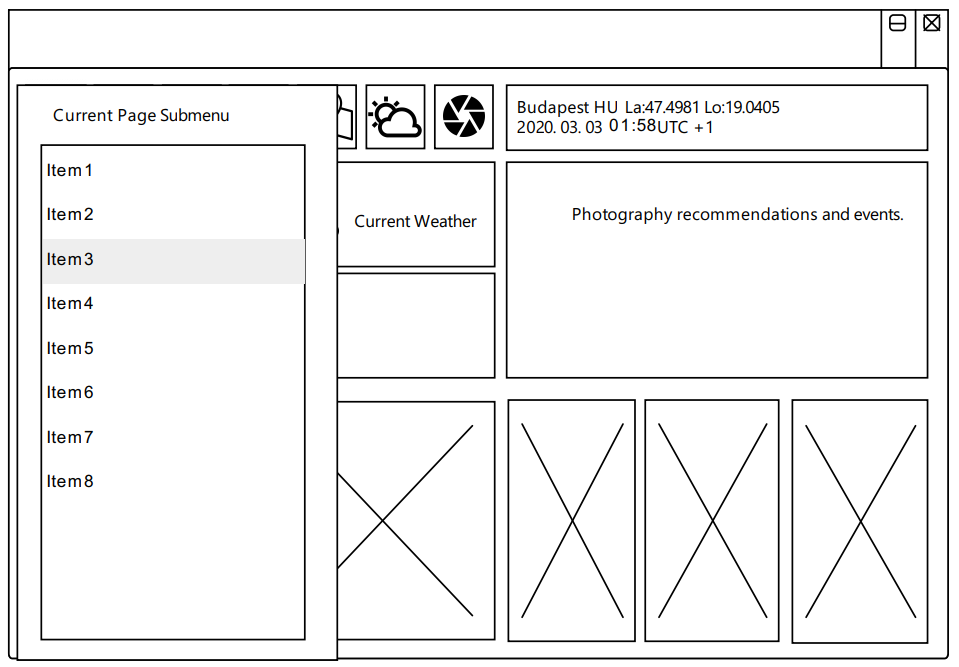 Current Page Submenu
Item1
Item2
Item3
Item4
Item5
Item6
Item7
Item8
Budapest HU La:47.4981 Lo:19.0405
2020. 03. 03 01:58UTC +1
Current Weather
Photography recommendations and events.